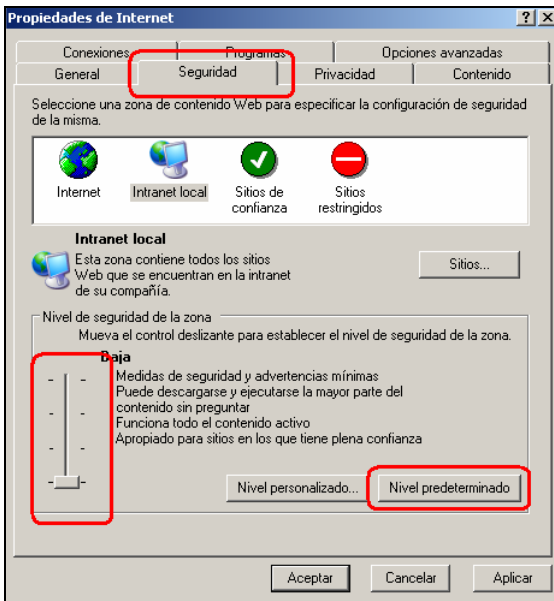 Propiedades de Internet
Conexiones Programas Opciones avanzadas
General Seguridad Privacidad Contenido
Seleccione una zona de contenido Web para especificar la configuración de seguridad
de la misma.
Internet Intranet local Sitios de confianza Sitios restringidos
Intranet local
Esta zona contiene todos los sitios
Web que se encuentran en la intranet
de su compañía.
Sitios...
Nivel de seguridad de la zona
Mueva el control deslizante para establecer el nivel de seguridad de la zona.
Baja
Medidas de seguridad y advertencias mínimas
Puede descargarse y ejecutarse la mayor parte del
contenido sin preguntar
Funciona todo el contenido activo
Apropiado para sitios en los que tiene plena confianza
Nivel personalizado... Nivel predeterminado
Aceptar Cancelar Aplicar